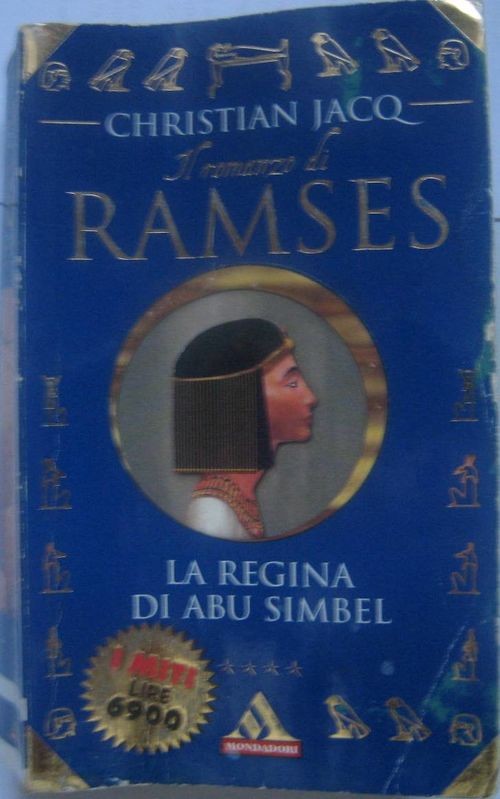 CHRISTIAN JACQ
Il romanzo di
RAMSES
LA REGINA
DI ABU SIMBEL
I MITI
LIRE
6900
MONDADORI